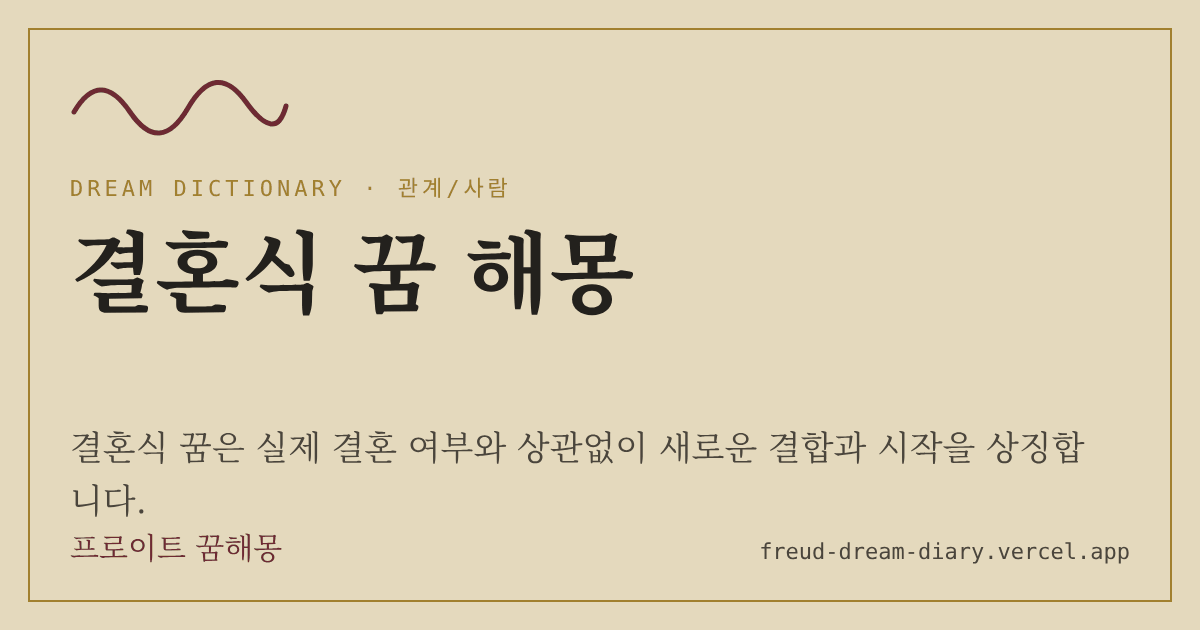 DREAM DICTIONARY · 관계/사람
결혼식 꿈 해몽
결혼식 꿈은 실제 결혼 여부와 상관없이 새로운 결합과 시작을 상징합
니다.
프로이트 꿈해몽
freud-dream-diary.vercel.app